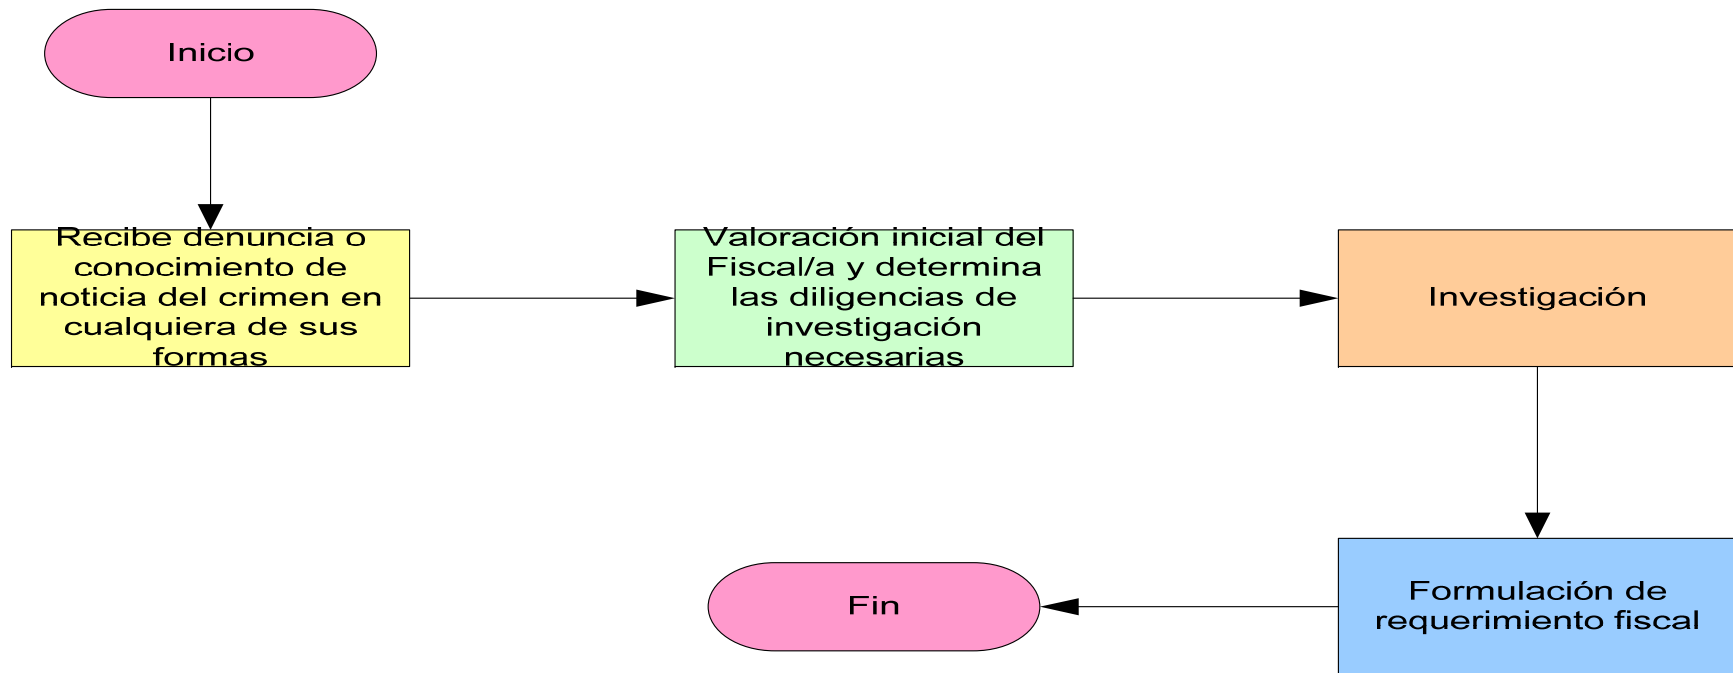 Inicio
Recibe denuncia o
conocimiento de
noticia del crimen en
cualquiera de sus
formas
Valoración inicial del
Fiscal/a y determina
las diligencias de
investigación
necesarias
Investigación
Formulación de
requerimiento fiscal
Fin